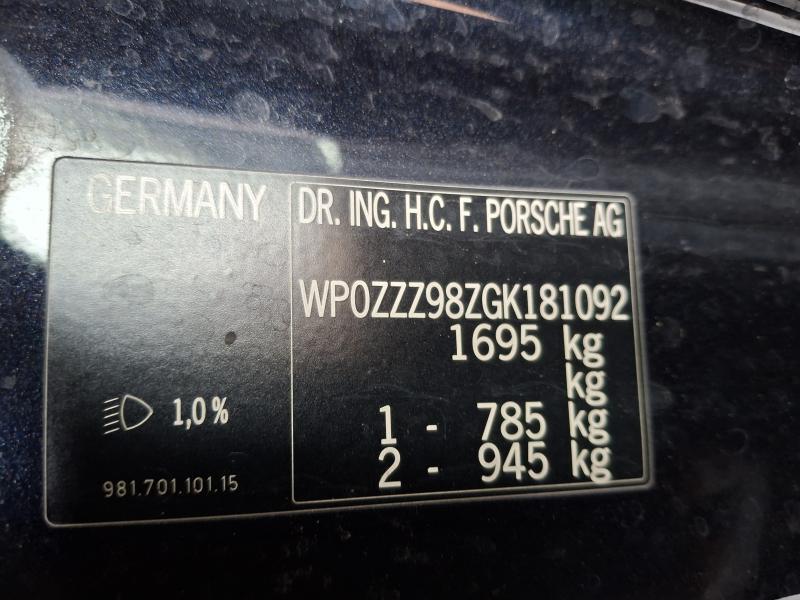 GERMANY
DR. ING. H.C. F. PORSCHE AG
WP0ZZZ98ZGK181092
1695 kg
kg
1 - 785 kg
2 - 945 kg
1,0 %
981.701.101.15